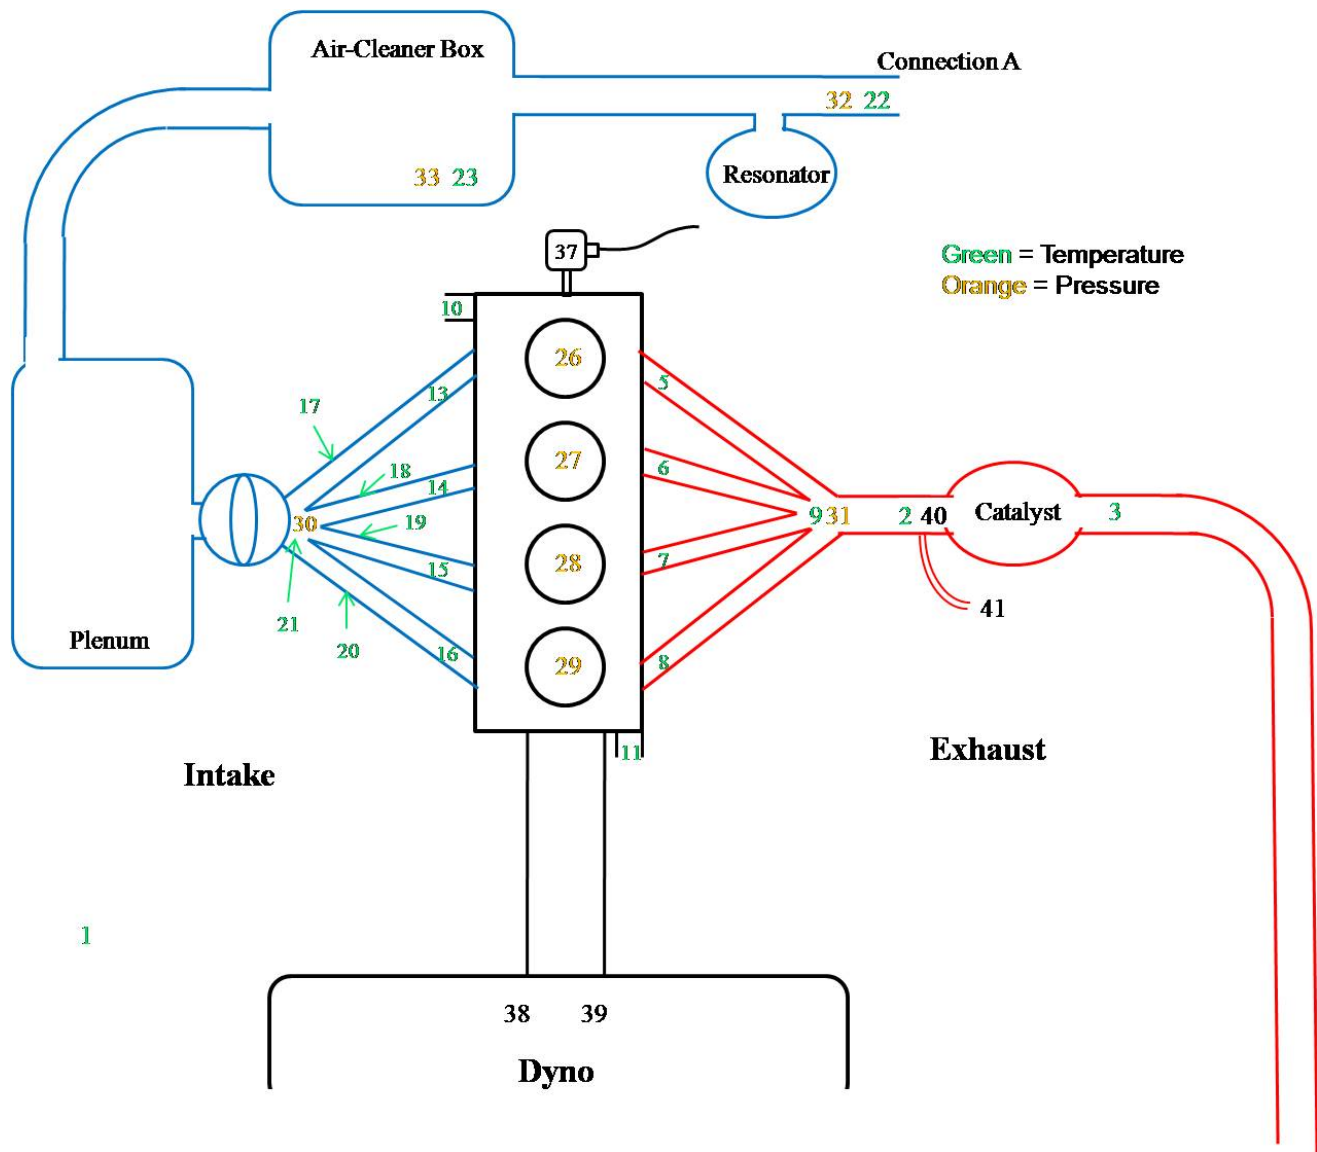 Air-Cleaner Box
Connection A
32 22
33 23
Resonator
37
Green = Temperature
Orange = Pressure
10
26
13
5
17
27
18
14
6
30
19
9 31
2 40
Catalyst
3
28
15
7
21
20
41
Plenum
16
29
8
11
Intake
Exhaust
1
38 39
Dyno